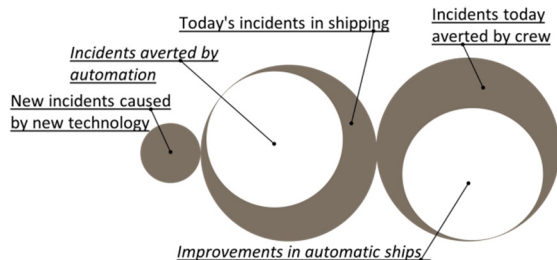 Today's incidents in shipping
Incidents today
averted by crew
Incidents averted by
automation
New incidents caused
by new technology
Improvements in automatic ships